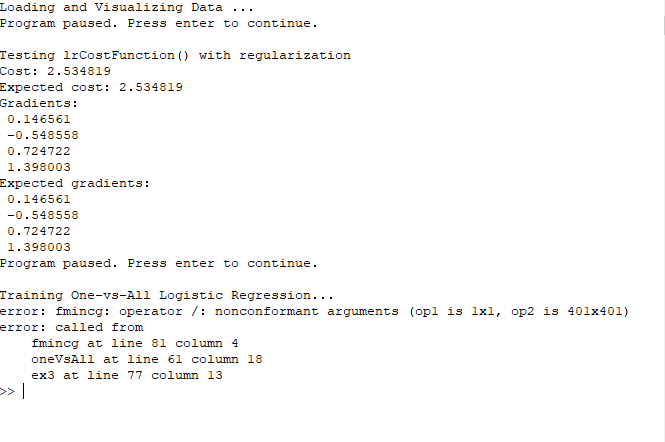 Loading and Visualizing Data ...
Program paused. Press enter to continue.
Testing lrCostFunction() with regularization
Cost: 2.534819
Expected cost: 2.534819
Gradients:
0.146561
-0.548558
0.724722
1.398003
Expected gradients:
0.146561
-0.548558
0.724722
1.398003
Program paused. Press enter to continue.
Training One-vs-All Logistic Regression...
error: fmincg: operator /: nonconformant arguments (op1 is 1x1, op2 is 401x401)
error: called from
fmincg at line 81 column 4
oneVsAll at line 61 column 18
ex3 at line 77 column 13
>>